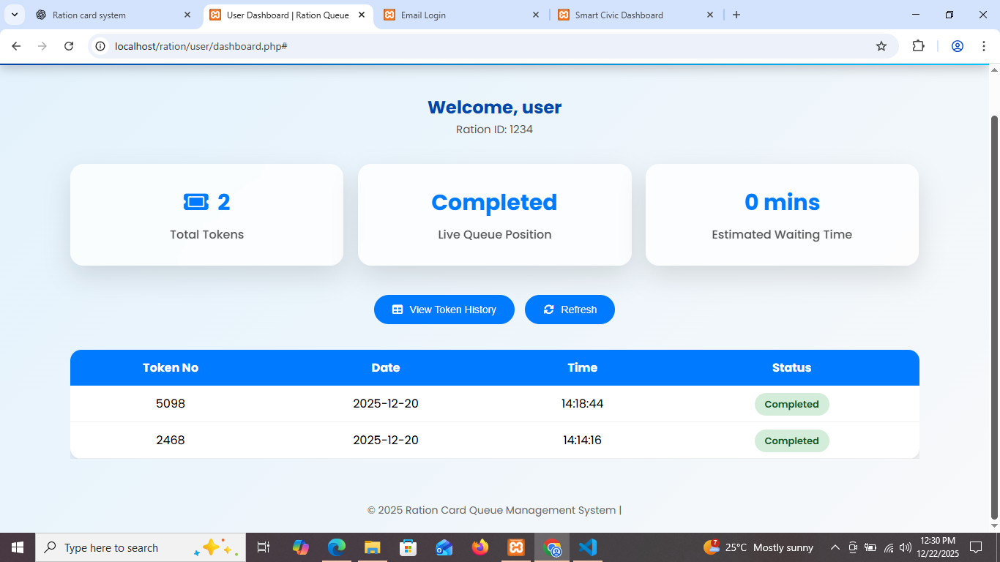 Ration card system
User Dashboard | Ration Queue
Email Login
Smart Civic Dashboard
localhost/ration/user/dashboard.php#
Welcome, user
Ration ID: 1234
2
Total Tokens
Completed
Live Queue Position
0 mins
Estimated Waiting Time
View Token History
Refresh
Token No Date Time Status
5098 2025-12-20 14:18:44 Completed
2468 2025-12-20 14:14:16 Completed
© 2025 Ration Card Queue Management System |
Type here to search
7
25°C Mostly sunny
12:30 PM
12/22/2025